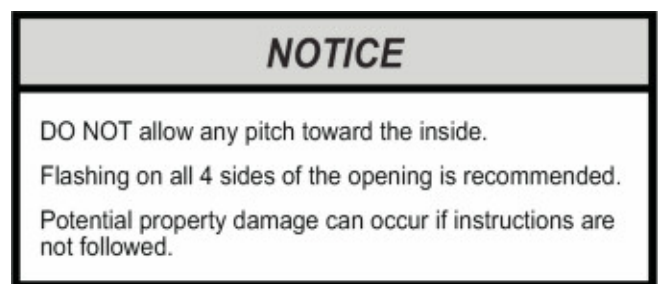 NOTICE
DO NOT allow any pitch toward the inside.
Flashing on all 4 sides of the opening is recommended.
Potential property damage can occur if instructions are
not followed.